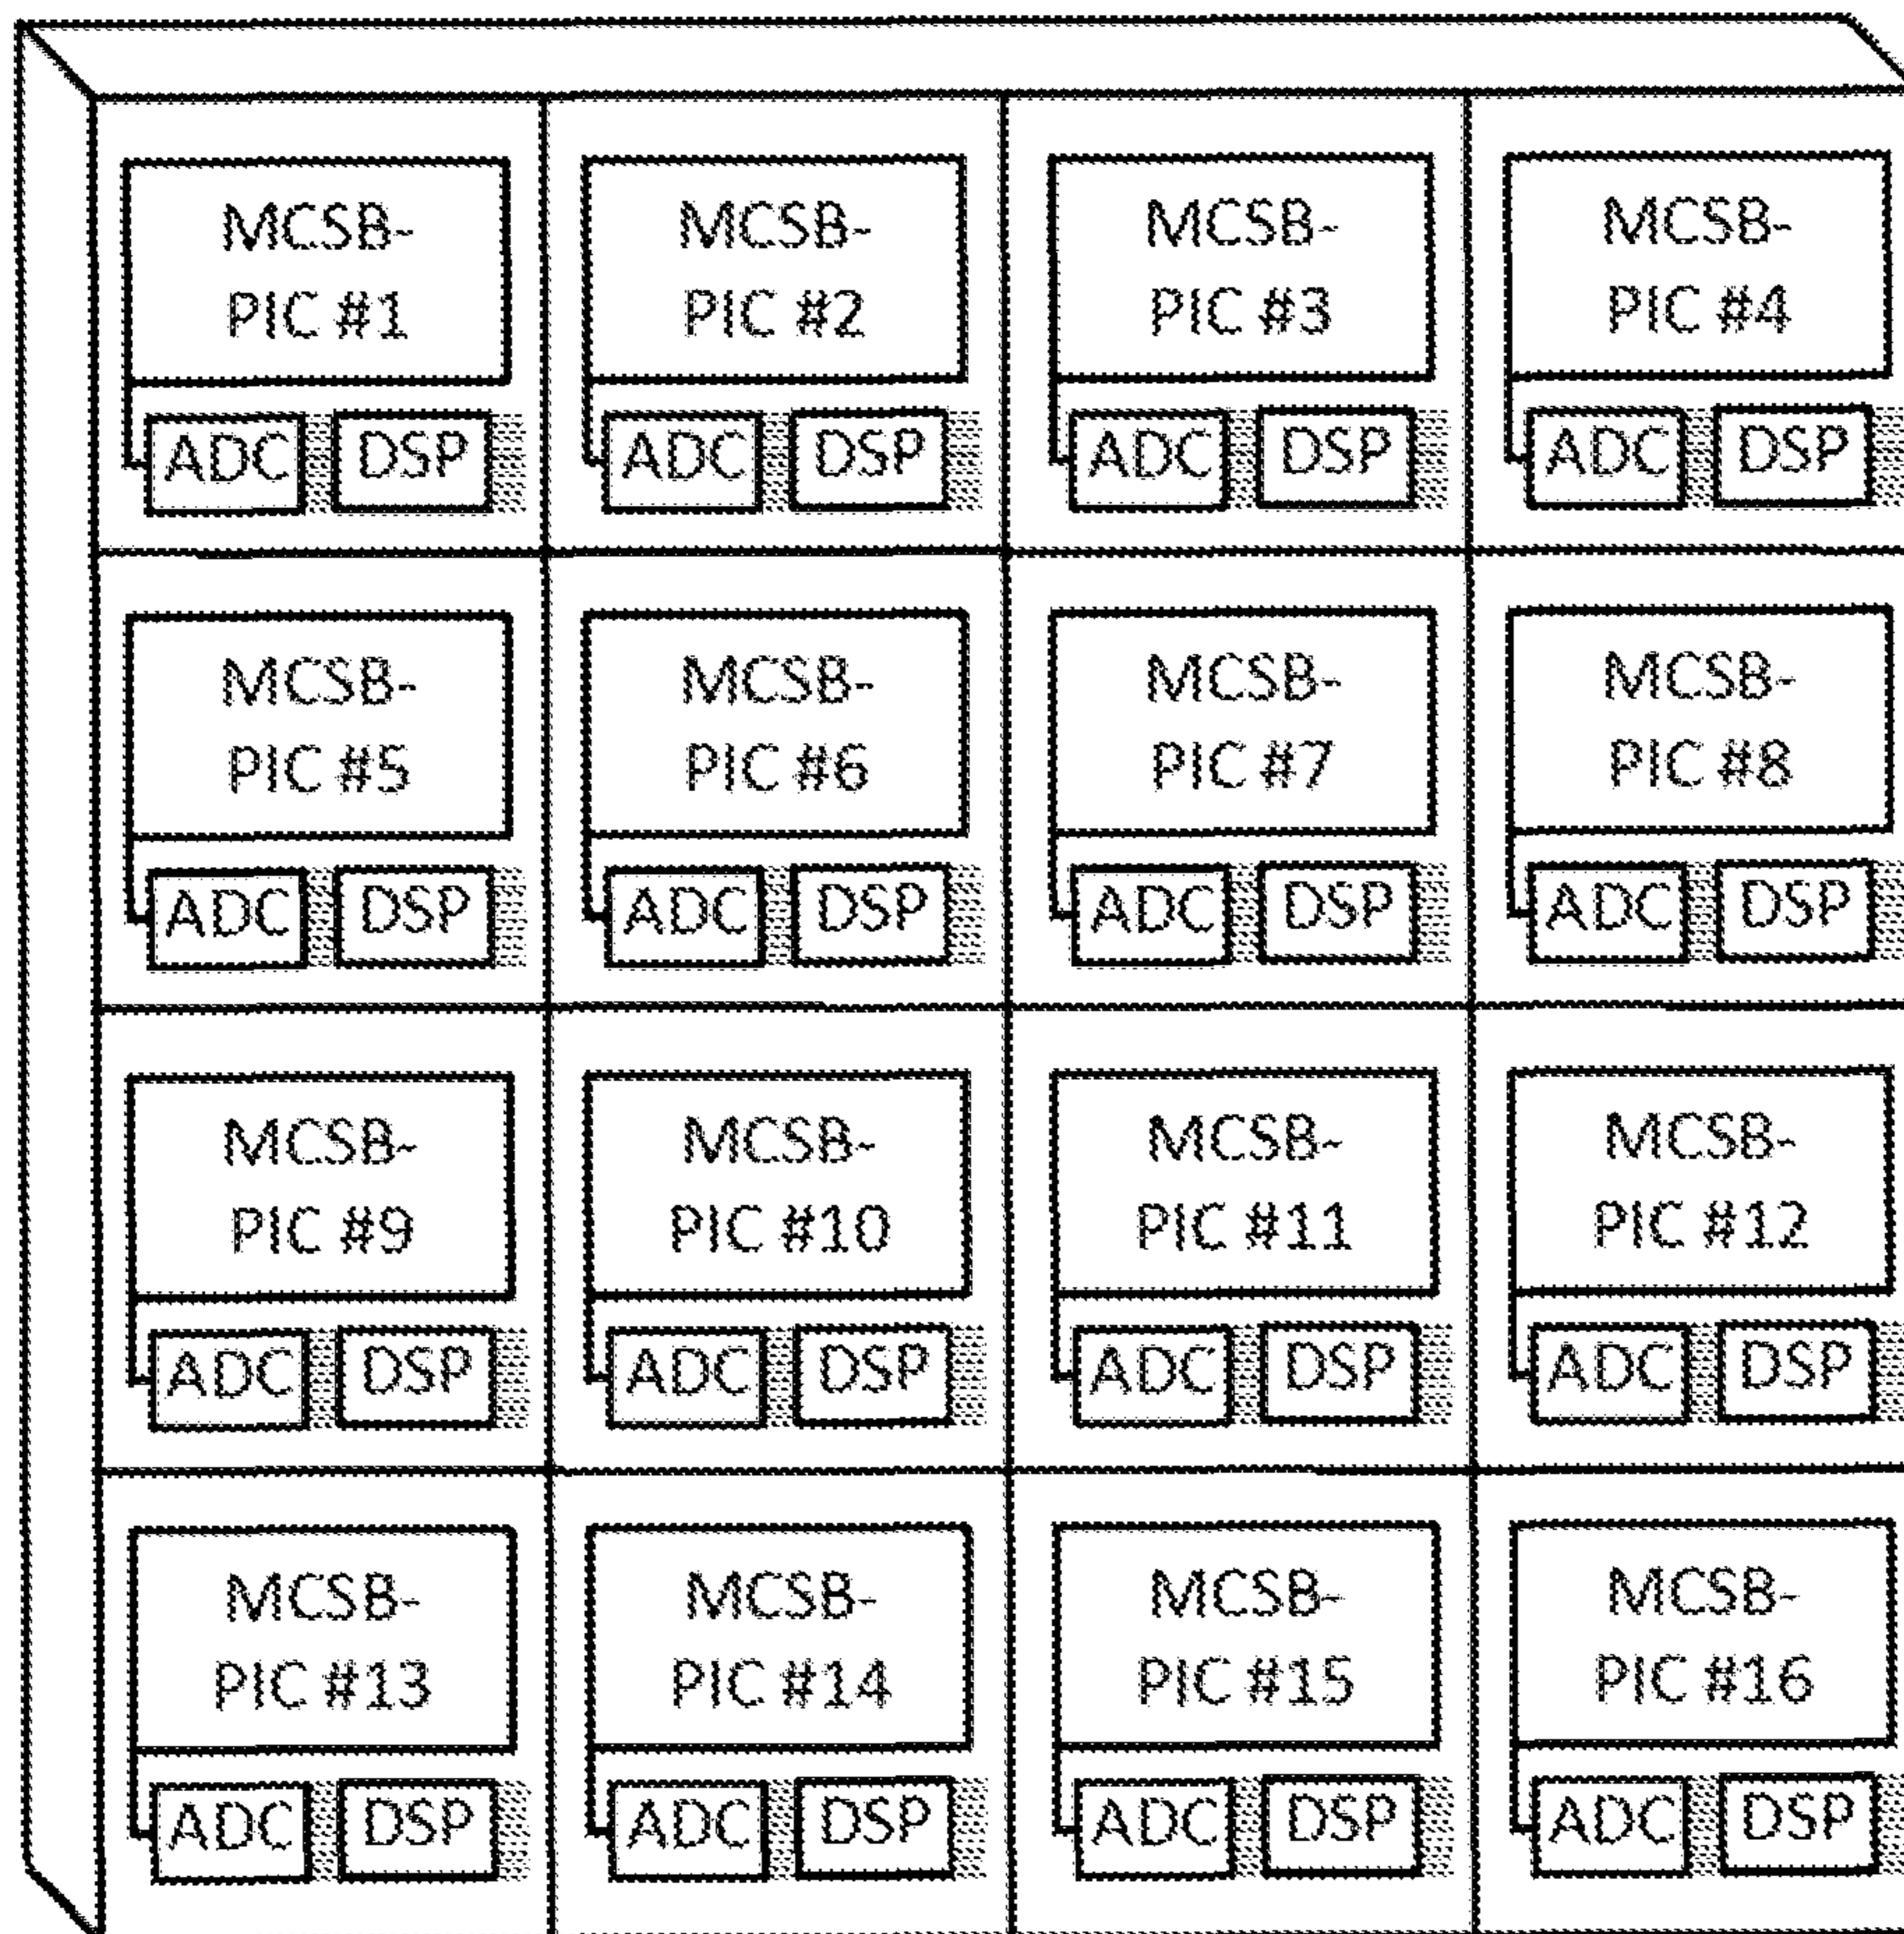 MCSB-
PIC #1
ADC DSP
MCSB-
PIC #2
ADC DSP
MCSB-
PIC #3
ADC DSP
MCSB-
PIC #4
ADC DSP
MCSB-
PIC #5
ADC DSP
MCSB-
PIC #6
ADC DSP
MCSB-
PIC #7
ADC DSP
MCSB-
PIC #8
ADC DSP
MCSB-
PIC #9
ADC DSP
MCSB-
PIC #10
ADC DSP
MCSB-
PIC #11
ADC DSP
MCSB-
PIC #12
ADC DSP
MCSB-
PIC #13
ADC DSP
MCSB-
PIC #14
ADC DSP
MCSB-
PIC #15
ADC DSP
MCSB-
PIC #16
ADC DSP